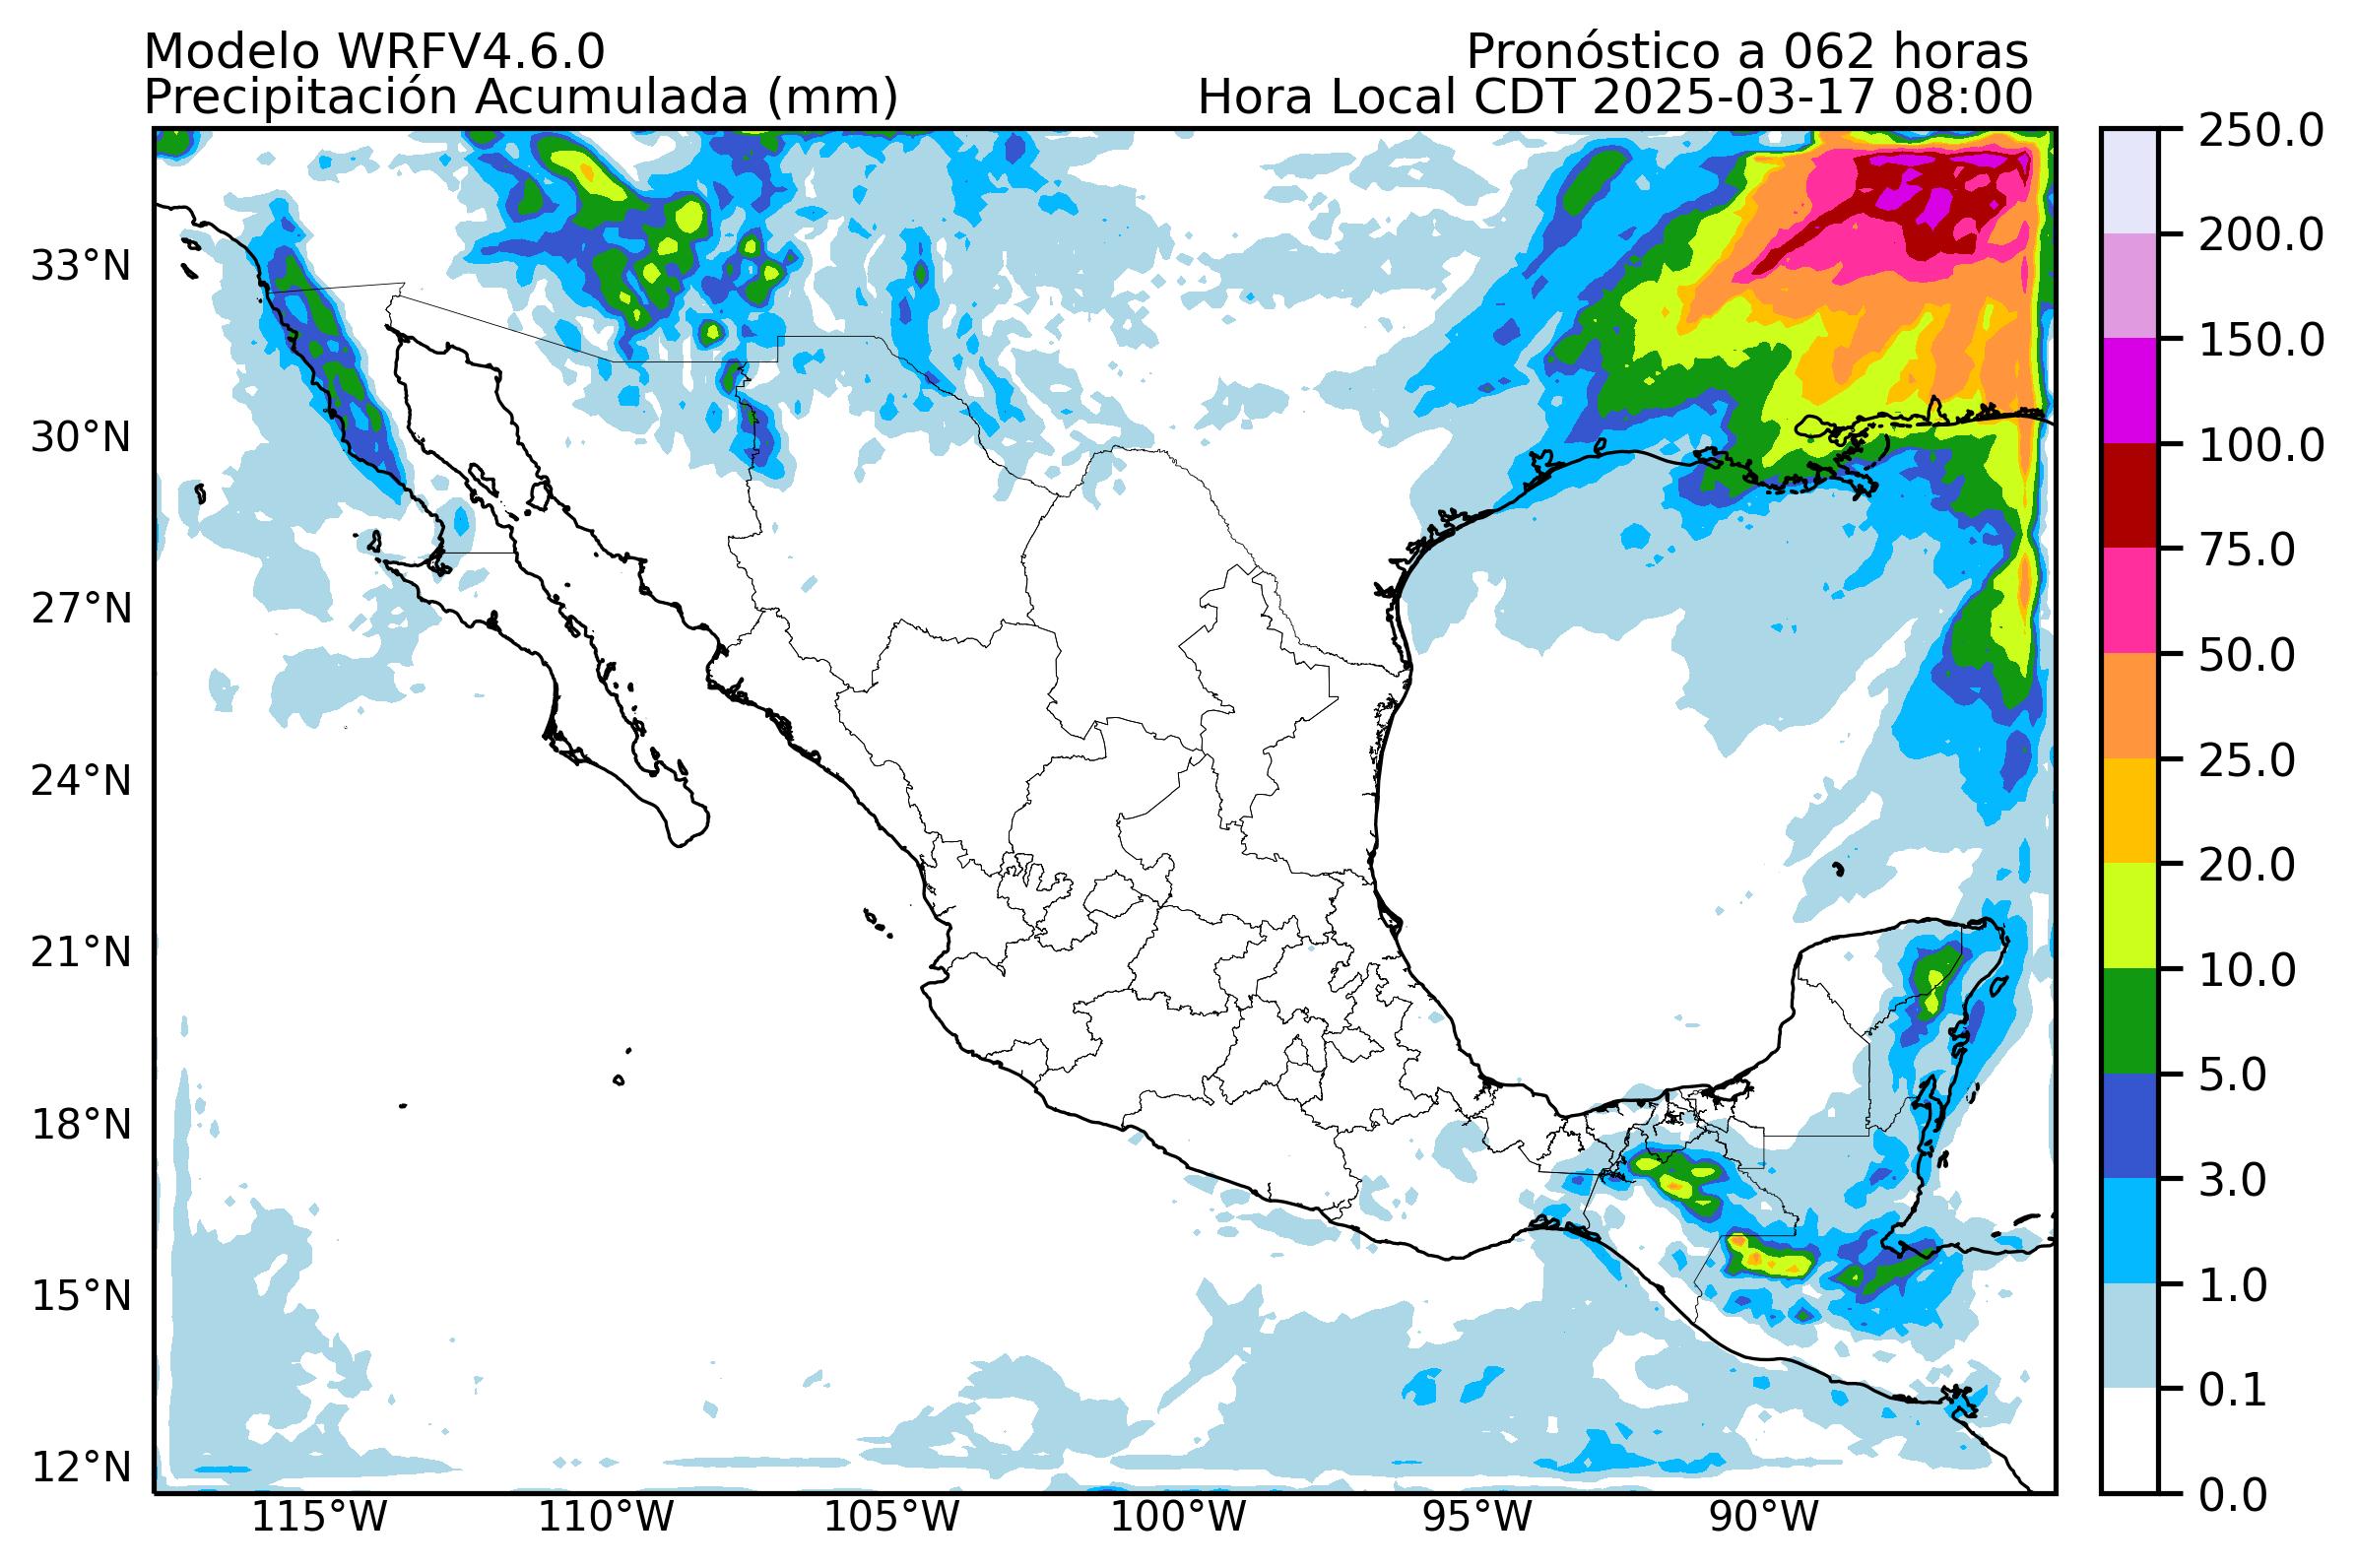 Modelo WRFV4.6.0
Pronóstico a 062 horas
Precipitación Acumulada (mm)
Hora Local CDT 2025-03-17 08:00
33°N
30°N
27°N
24°N
21°N
18°N
15°N
12°N
115°W
110°W
105°W
100°W
95°W
90°W
250.0
200.0
150.0
100.0
75.0
50.0
25.0
20.0
10.0
5.0
3.0
1.0
0.1
0.0